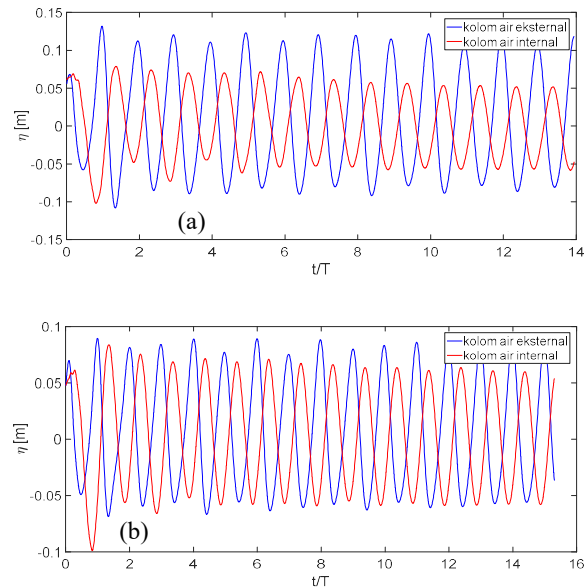 0.15
kolom air eksternal
kolom air internal
0.1
0.05
η [m]
0
-0.05
-0.1
(a)
-0.15
0 2 4 6 8 10 12 14
t/T
0.1
kolom air eksternal
kolom air internal
0.05
η [m]
0
-0.05
(b)
-0.1
0 2 4 6 8 10 12 14 16
t/T